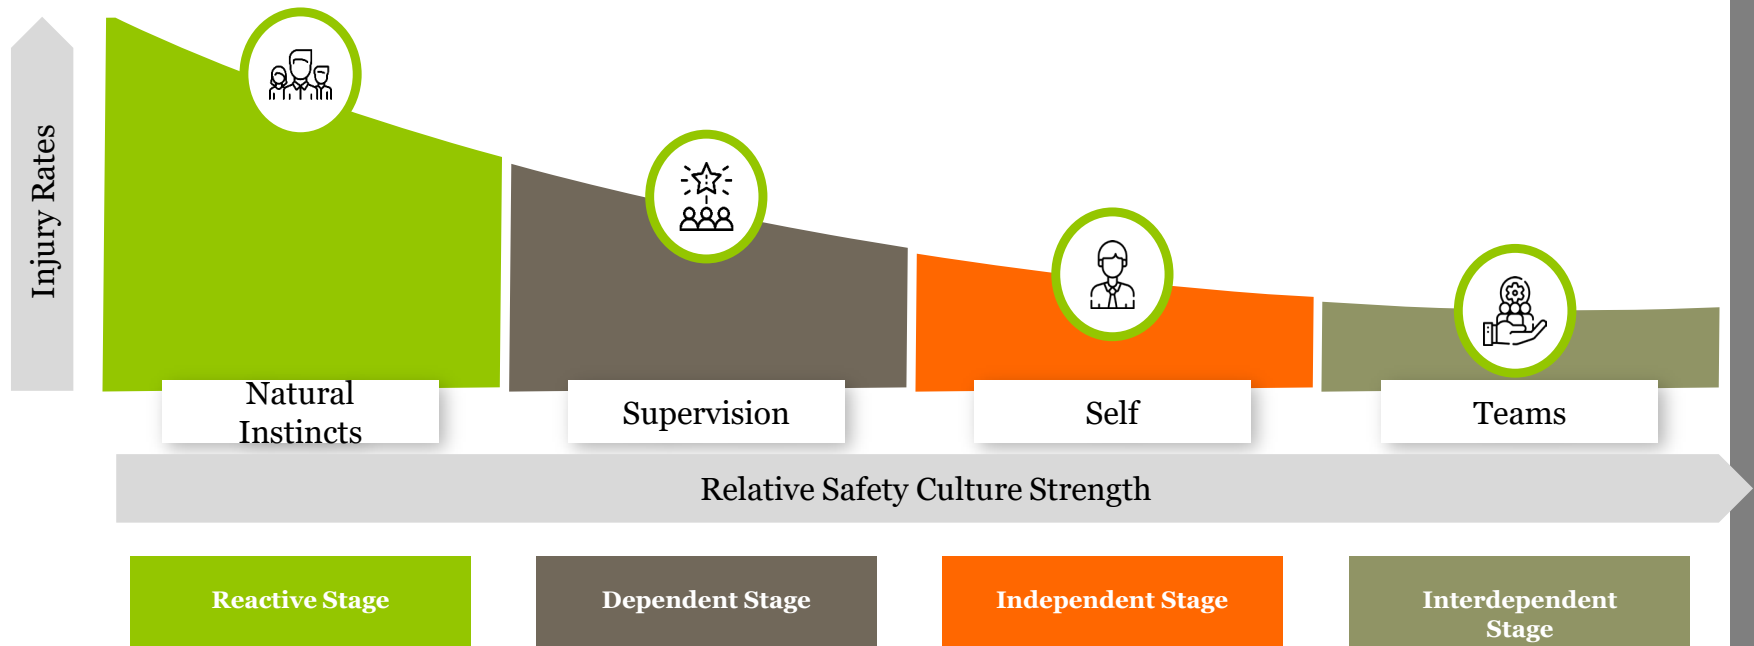 Injury Rates
Natural
Instincts
Supervision
Self
Teams
Relative Safety Culture Strength
Reactive Stage
Dependent Stage
Independent Stage
Interdependent
Stage